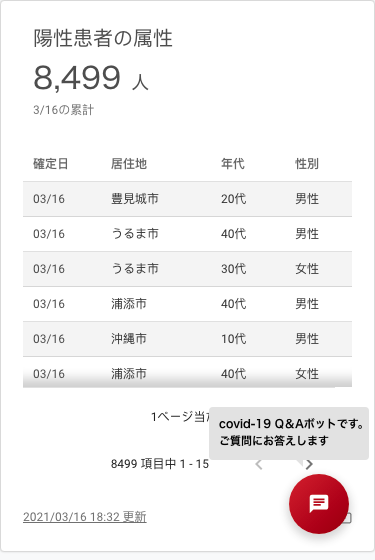 陽性患者の属性
8,499 人
3/16の累計
確定日 居住地 年代 性別
03/16 豊見城市 20代 男性
03/16 うるま市 40代 男性
03/16 うるま市 30代 女性
03/16 浦添市 40代 男性
03/16 沖縄市 10代 男性
03/16 浦添市 40代 女性
1ページ当
covid-19 Q&Aボットです。
ご質問にお答えします
8499 項目中 1 - 15
2021/03/16 18:32 更新